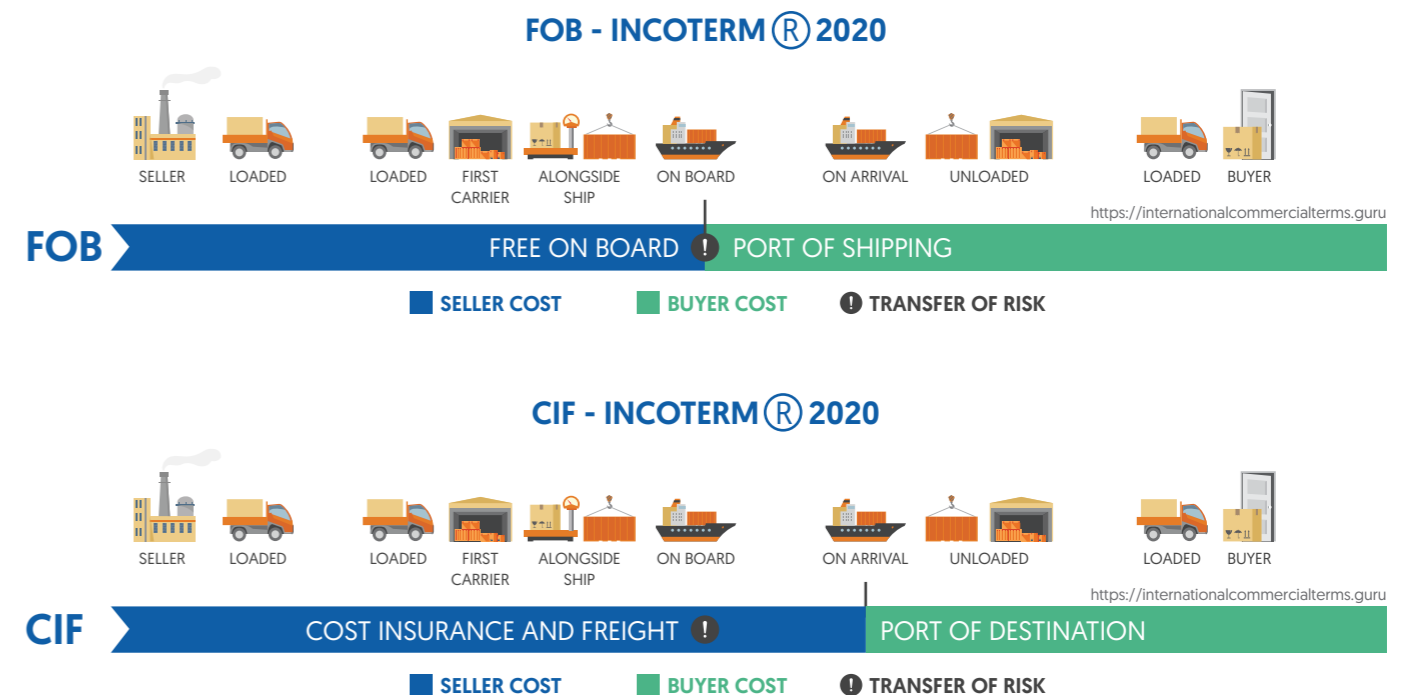 FOB - INCOTERM Ⓡ 2020
SELLER LOADED LOADED FIRST CARRIER ALONGSIDE SHIP ON BOARD ON ARRIVAL UNLOADED LOADED BUYER
https://internationalcommercialterms.guru
FOB FREE ON BOARD ! PORT OF SHIPPING
SELLER COST BUYER COST ! TRANSFER OF RISK
CIF - INCOTERM Ⓡ 2020
SELLER LOADED LOADED FIRST CARRIER ALONGSIDE SHIP ON BOARD ON ARRIVAL UNLOADED LOADED BUYER
https://internationalcommercialterms.guru
CIF COST INSURANCE AND FREIGHT ! PORT OF DESTINATION
SELLER COST BUYER COST ! TRANSFER OF RISK